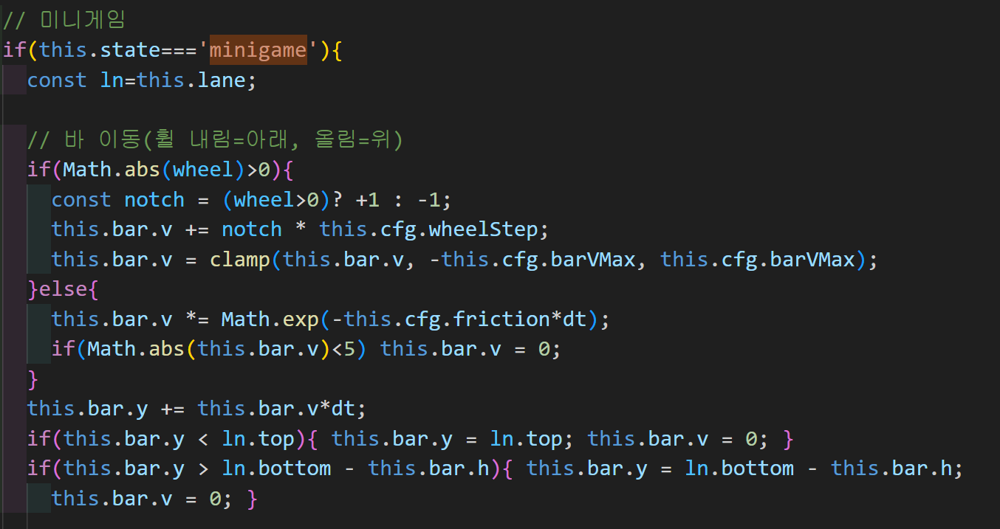 // 미니게임
if(this.state==='minigame'){
const ln=this.lane;
// 바 이동(휠 내림=아래, 올림=위)
if(Math.abs(wheel)>0){
const notch = (wheel>0)? +1 : -1;
this.bar.v += notch * this.cfg.wheelStep;
this.bar.v = clamp(this.bar.v, -this.cfg.barVMax, this.cfg.barVMax);
}else{
this.bar.v *= Math.exp(-this.cfg.friction*dt);
if(Math.abs(this.bar.v)<5) this.bar.v = 0;
}
this.bar.y += this.bar.v*dt;
if(this.bar.y < ln.top){ this.bar.y = ln.top; this.bar.v = 0; }
if(this.bar.y > ln.bottom - this.bar.h){ this.bar.y = ln.bottom - this.bar.h;
this.bar.v = 0; }